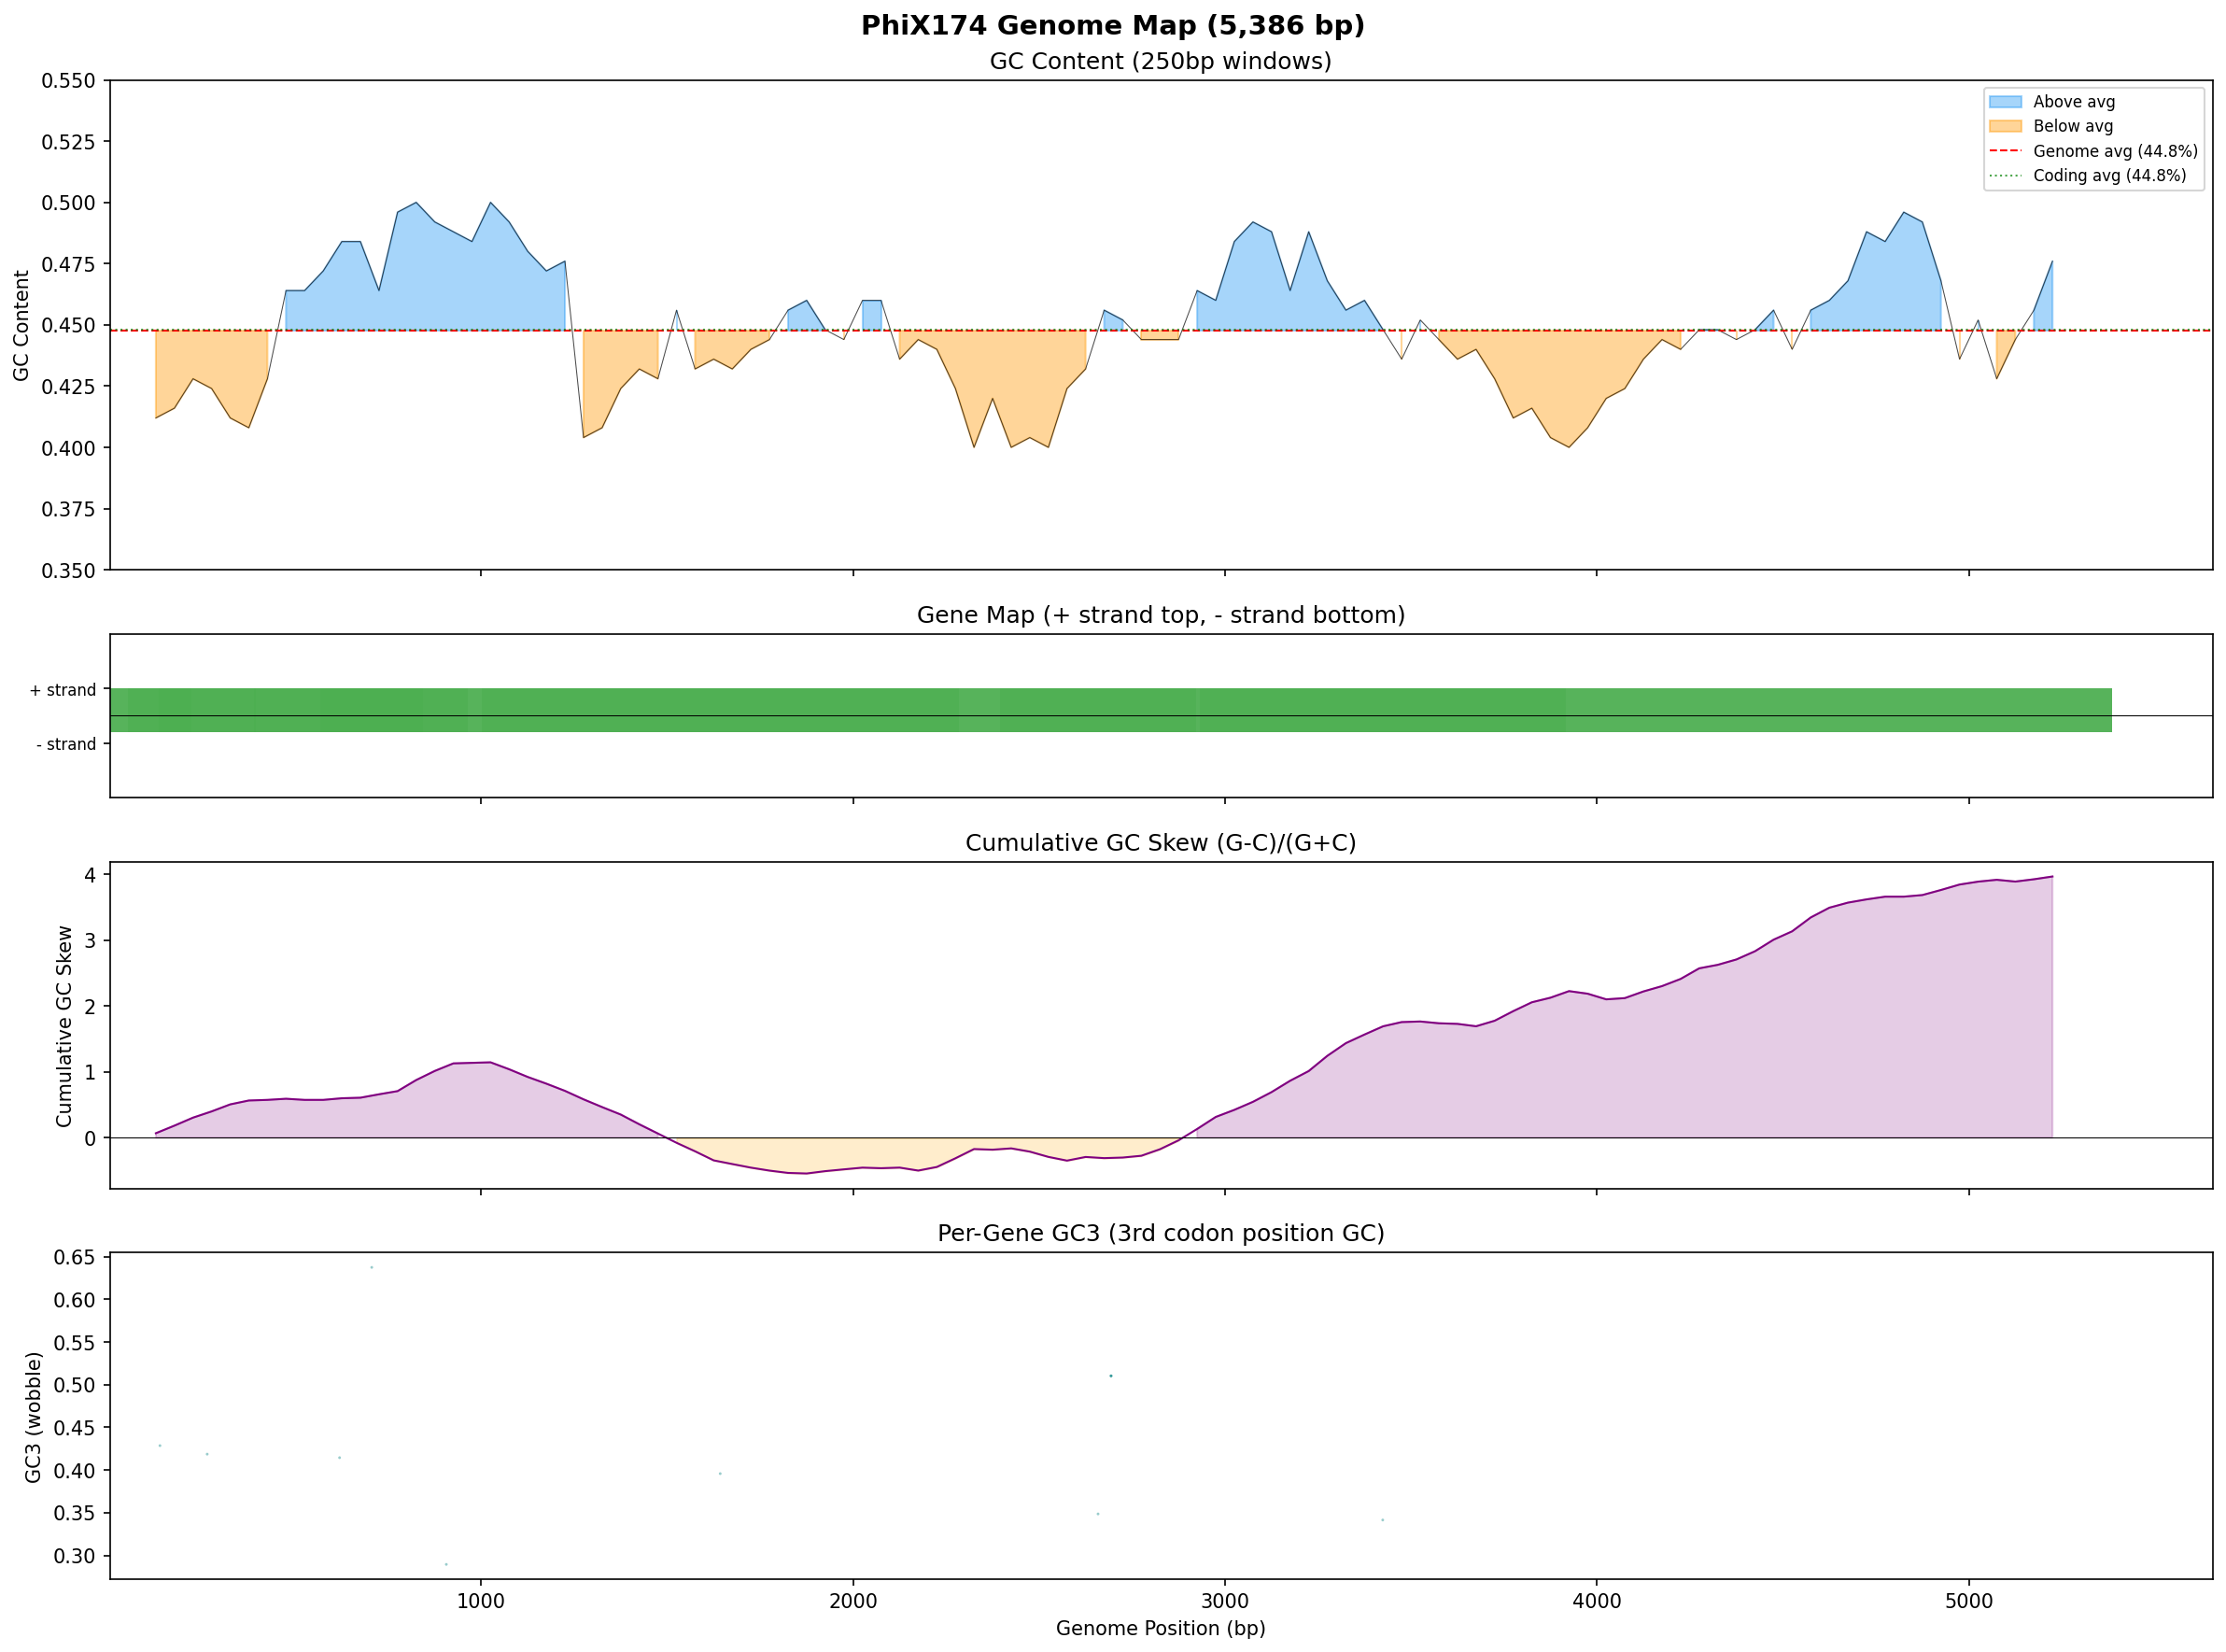 PhiX174 Genome Map (5,386 bp)
GC Content (250bp windows)
GC Content
0.550
0.525
0.500
0.475
0.450
0.425
0.400
0.375
0.350
Above avg
Below avg
Genome avg (44.8%)
Coding avg (44.8%)
Gene Map (+ strand top, - strand bottom)
+ strand
- strand
Cumulative GC Skew (G-C)/(G+C)
Cumulative GC Skew
4
3
2
1
0
Per-Gene GC3 (3rd codon position GC)
GC3 (wobble)
0.65
0.60
0.55
0.50
0.45
0.40
0.35
0.30
1000 2000 3000 4000 5000
Genome Position (bp)